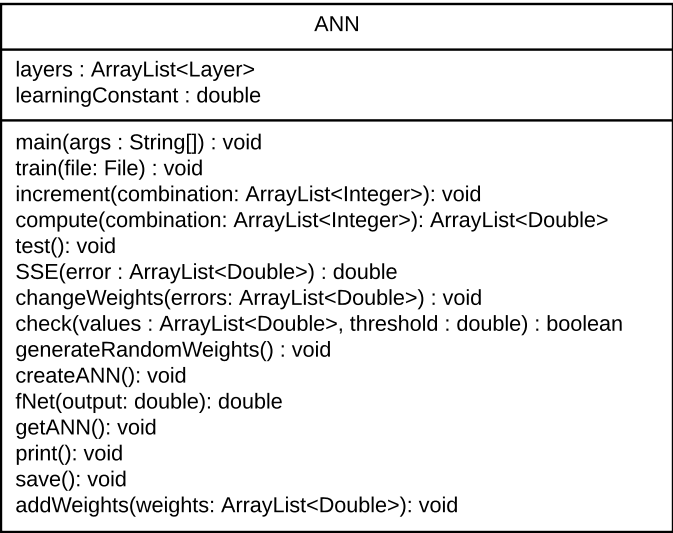 ANN
layers : ArrayList<Layer>
learningConstant : double
main(args : String[]) : void
train(file: File) : void
increment(combination: ArrayList<Integer>): void
compute(combination: ArrayList<Integer>): ArrayList<Double>
test(): void
SSE(error : ArrayList<Double>) : double
changeWeights(errors: ArrayList<Double>) : void
check(values : ArrayList<Double>, threshold : double) : boolean
generateRandomWeights() : void
createANN(): void
fNet(output: double): double
getANN(): void
print(): void
save(): void
addWeights(weights: ArrayList<Double>): void